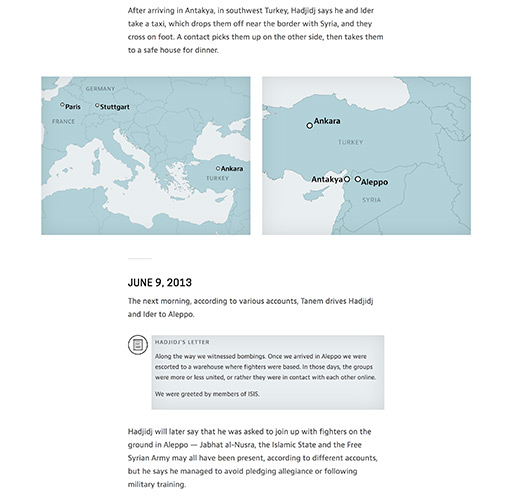 After arriving in Antakya, in southwest Turkey, Hadjidj says he and Ider
take a taxi, which drops them off near the border with Syria, and they
cross on foot. A contact picks them up on the other side, then takes them
to a safe house for dinner.
GERMANY
Paris
Stuttgart
FRANCE
Ankara
TURKEY
Ankara
TURKEY
Antakya
Aleppo
SYRIA
JUNE 9, 2013
The next morning, according to various accounts, Tanem drives Hadjidj
and Ider to Aleppo.
HADJIDJ'S LETTER
Along the way we witnessed bombings. Once we arrived in Aleppo we were
escorted to a warehouse where fighters were based. In those days, the groups
were more or less united, or rather they were in contact with each other online.
We were greeted by members of ISIS.
Hadjidj will later say that he was asked to join up with fighters on the
ground in Aleppo — Jabhat al-Nusra, the Islamic State and the Free
Syrian Army may all have been present, according to different accounts,
but he says he managed to avoid pledging allegiance or following
military training.